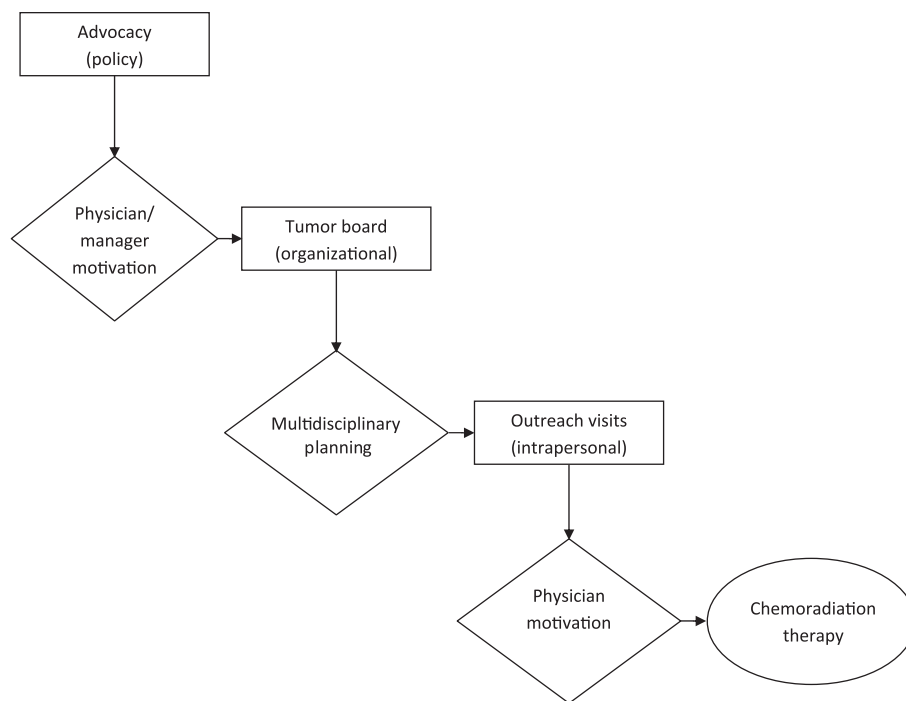 Advocacy
(policy)
Physician/
manager
motivation
Tumor board
(organizational)
Multidisciplinary
planning
Outreach visits
(intrapersonal)
Physician
motivation
Chemoradiation
therapy